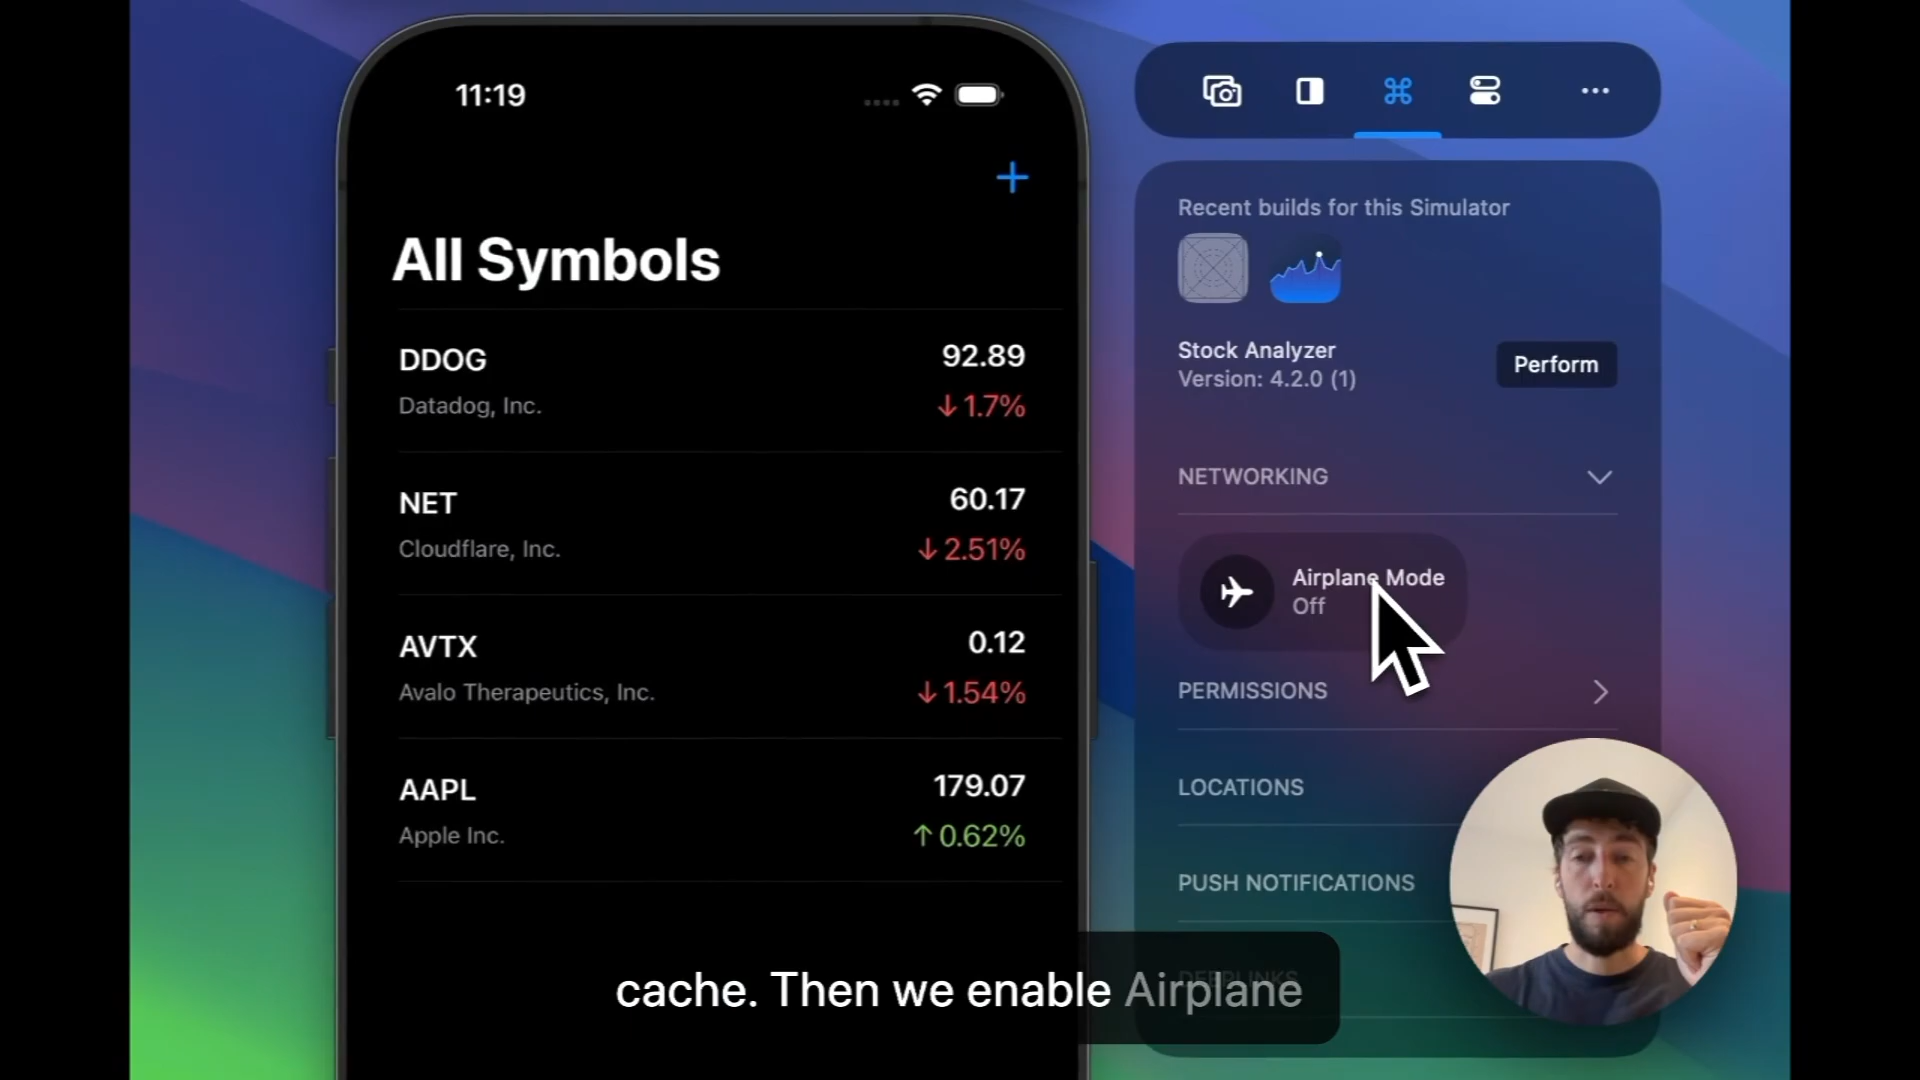 11:19
All Symbols
DDOG
92.89
Datadog, Inc.
↓1.7%
NET
60.17
Cloudflare, Inc.
↓2.51%
AVTX
0.12
Avalo Therapeutics, Inc.
↓1.54%
AAPL
179.07
Apple Inc.
↑0.62%
Recent builds for this Simulator
Stock Analyzer
Version: 4.2.0 (1)
Perform
NETWORKING
Airplane Mode
Off
PERMISSIONS
LOCATIONS
PUSH NOTIFICATIONS
DEEPLINKS
cache. Then we enable Airplane